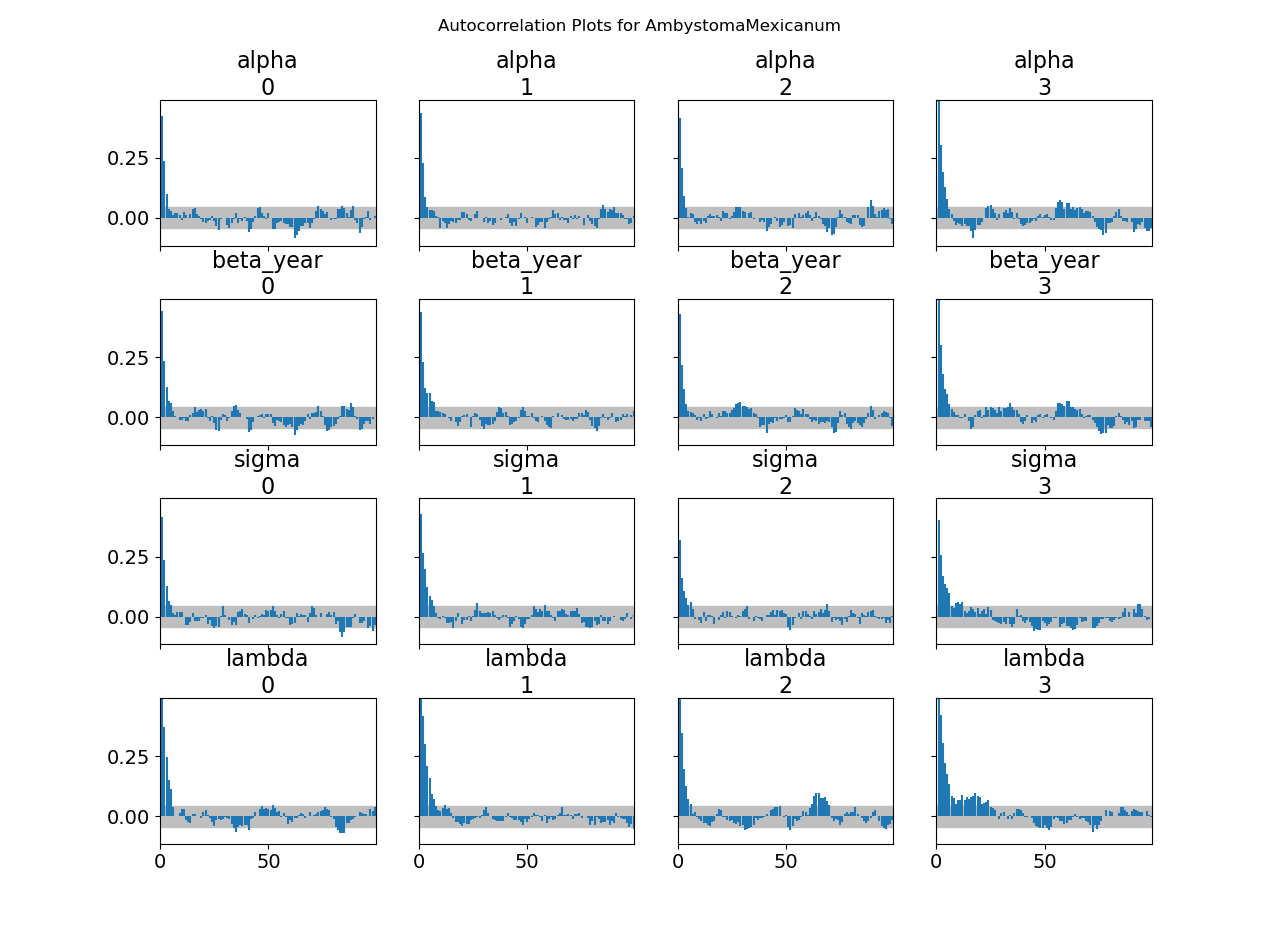 Autocorrelation Plots for AmbystomaMexicanum
alpha alpha alpha alpha
0 1 2 3
0.25
0.00
beta_year beta_year beta_year beta_year
0 1 2 3
0.25
0.00
sigma sigma sigma sigma
0 1 2 3
0.25
0.00
lambda lambda lambda lambda
0 1 2 3
0.25
0.00
0 50 0 50 0 50 0 50